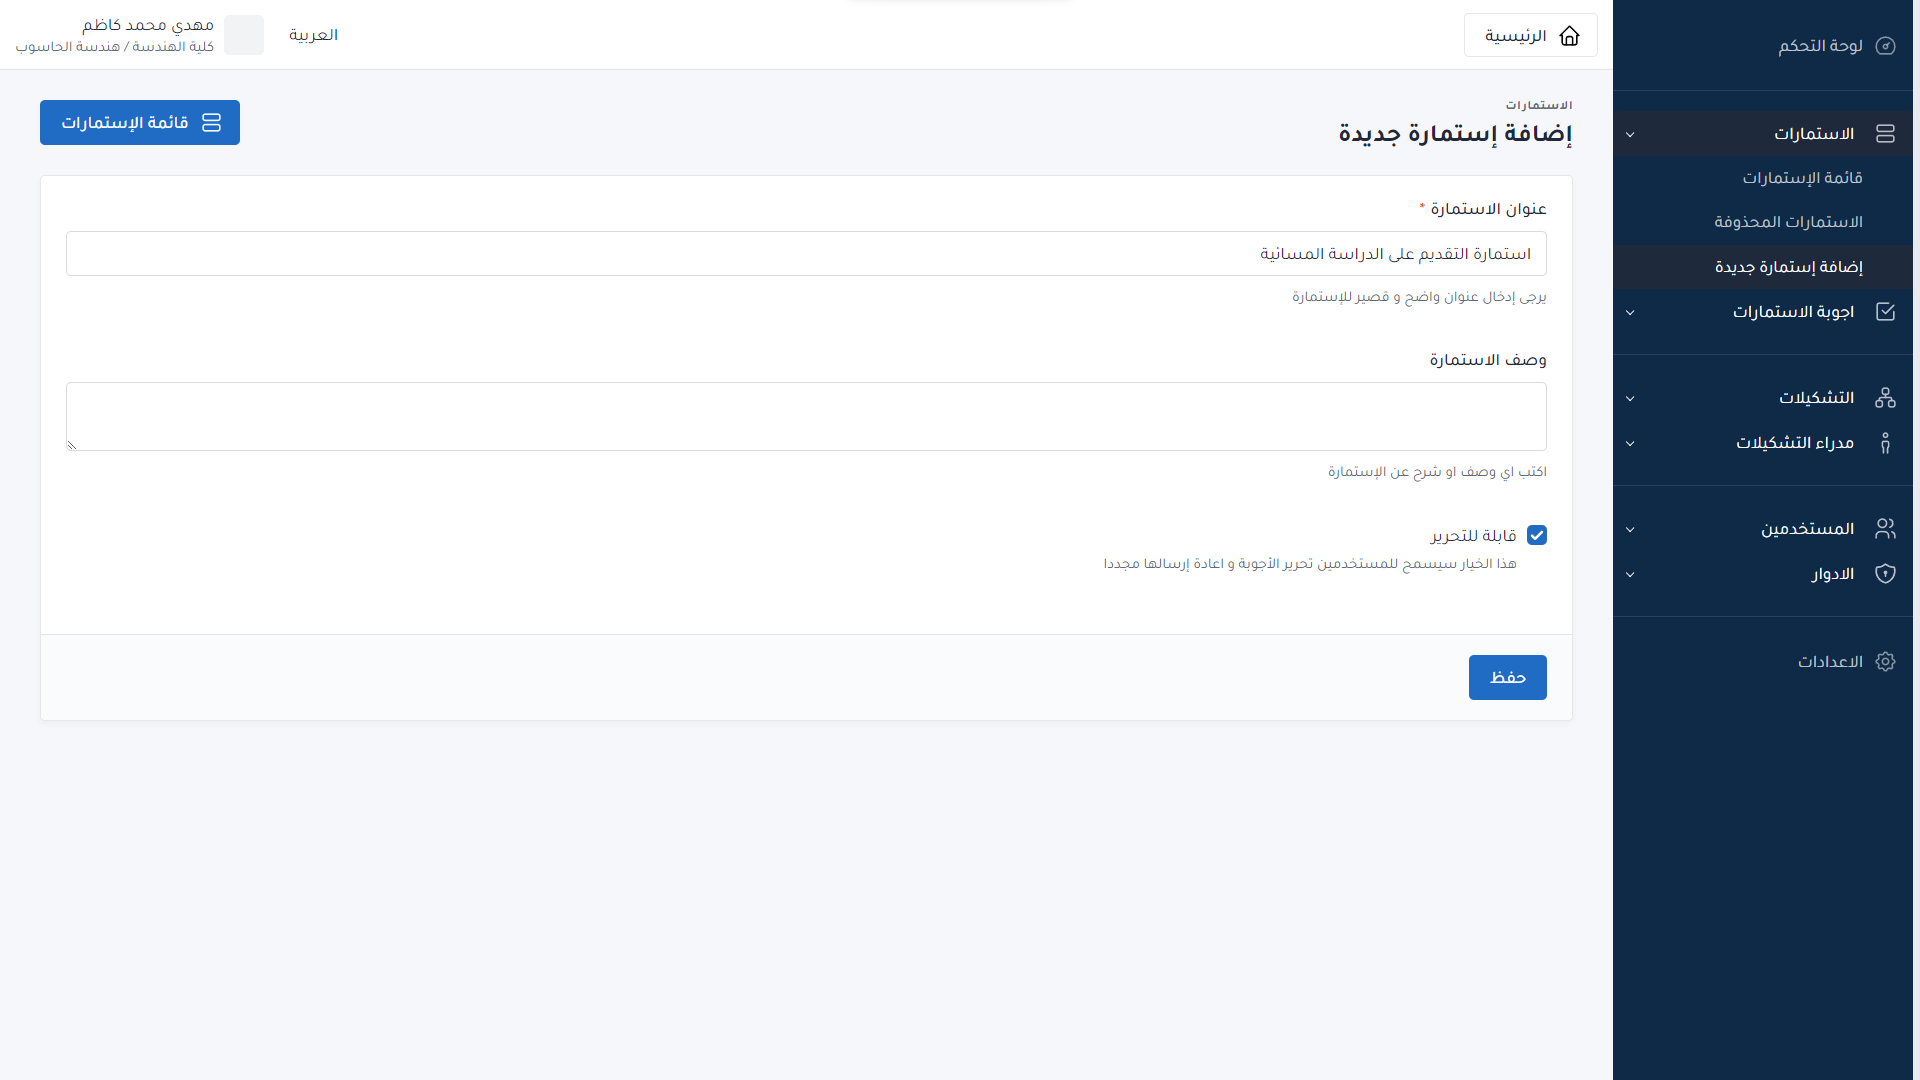 لوحة التحكم
الاستمارات
قائمة الإستمارات
الاستمارات المحذوفة
إضافة إستمارة جديدة
اجوبة الاستمارات
التشكيلات
مدراء التشكيلات
المستخدمين
الادوار
الاعدادات
الرئيسية
العربية
مهدي محمد كاظم
كلية الهندسة / هندسة الحاسوب
الاستمارات
إضافة إستمارة جديدة
قائمة الإستمارات
عنوان الاستمارة *
استمارة التقديم على الدراسة المسائية
يرجى إدخال عنوان واضح و قصير للإستمارة
وصف الاستمارة
اكتب اي وصف او شرح عن الإستمارة
قابلة للتحرير
هذا الخيار سيسمح للمستخدمين تحرير الأجوبة و اعادة إرسالها مجددا
حفظ